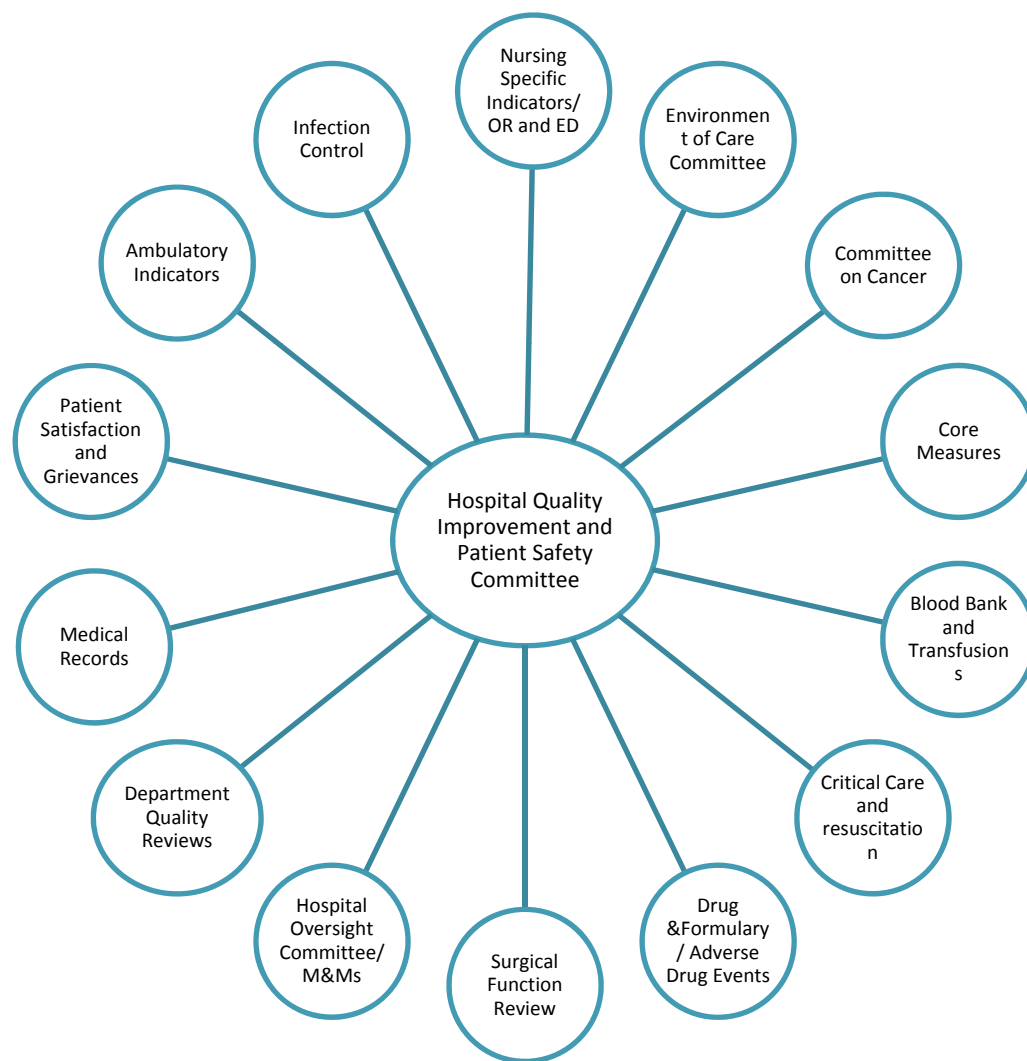 Nursing
Specific
Indicators/
OR and ED
Environmen
t of Care
Committee
Committee
on Cancer
Core
Measures
Blood Bank
and
Transfusion
s
Critical Care
and
resuscitatio
n
Drug
&Formulary
/ Adverse
Drug Events
Surgical
Function
Review
Hospital
Oversight
Committee/
M&Ms
Department
Quality
Reviews
Medical
Records
Patient
Satisfaction
and
Grievances
Ambulatory
Indicators
Infection
Control
Hospital Quality
Improvement and
Patient Safety
Committee